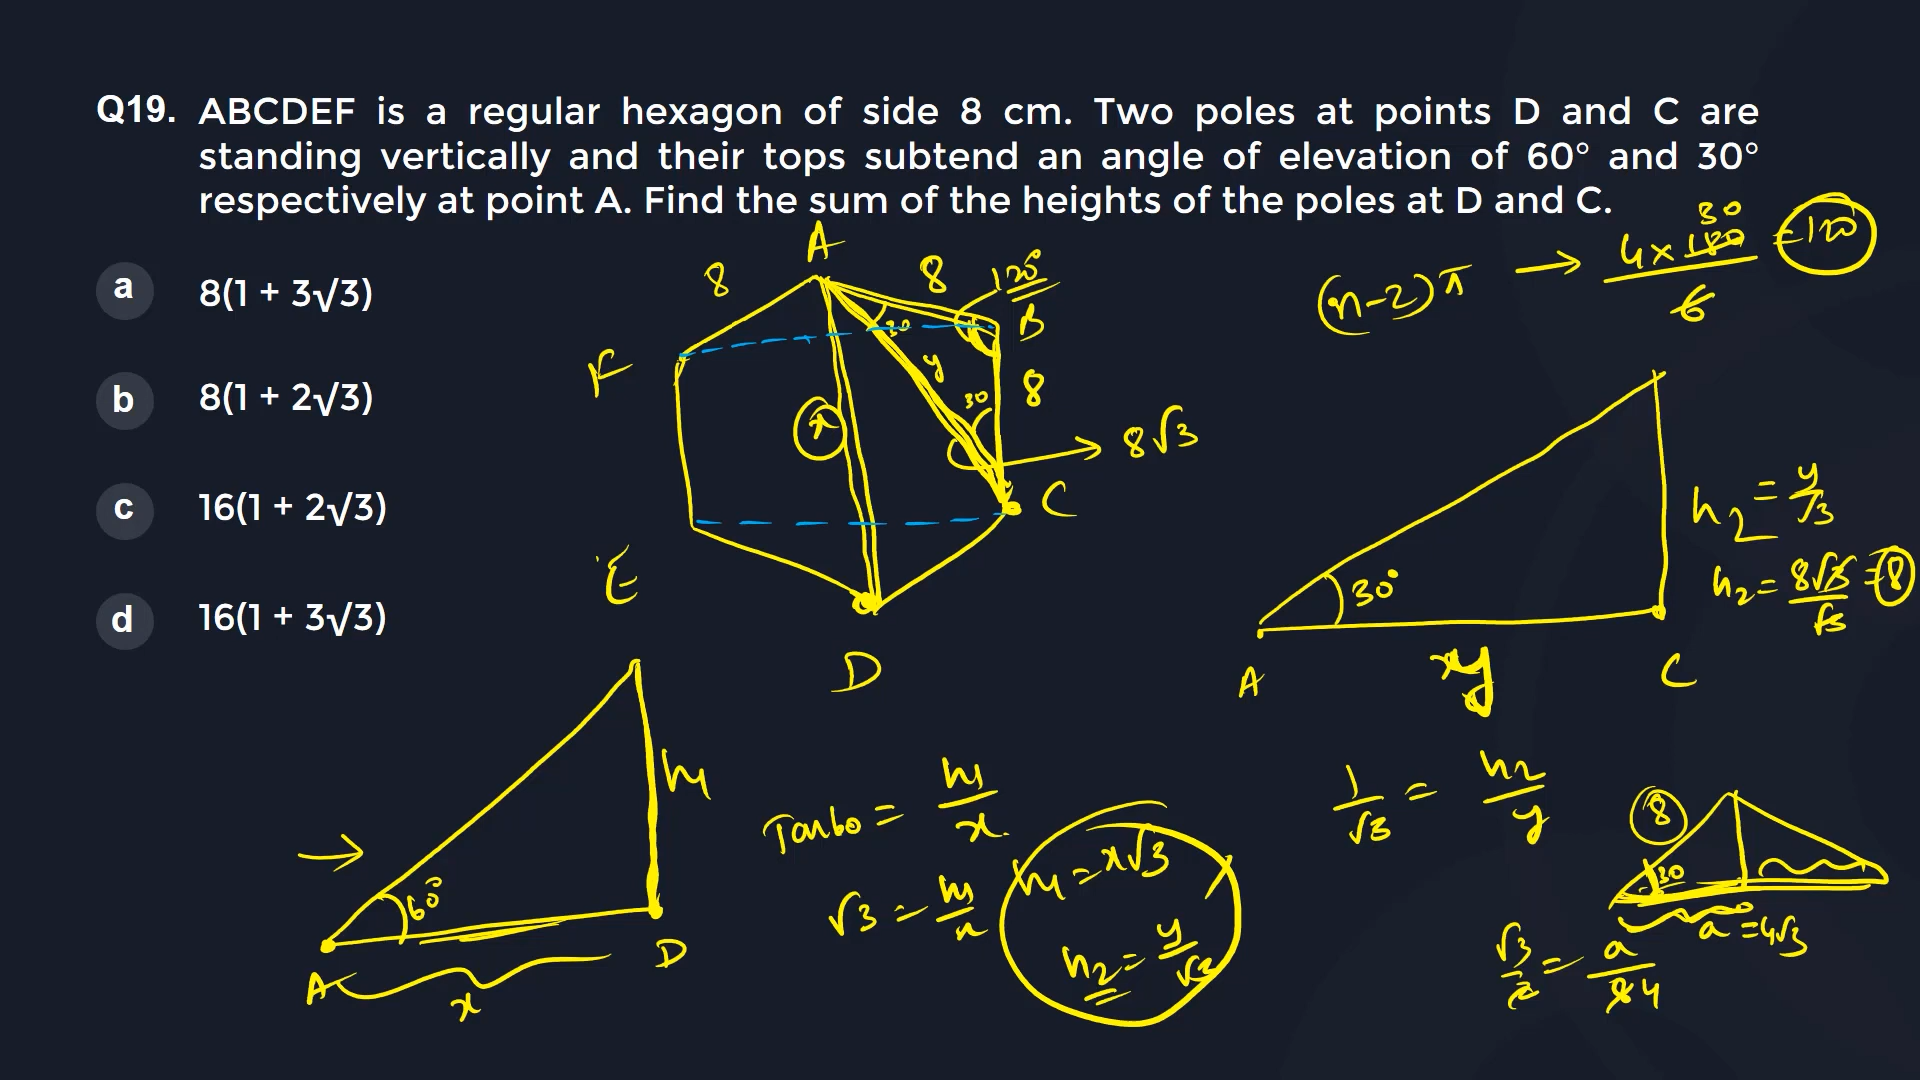 Q19. ABCDEF is a regular hexagon of side 8 cm. Two poles at points D and C are
standing vertically and their tops subtend an angle of elevation of 60° and 30°
respectively at point A. Find the sum of the heights of the poles at D and C.
a 8(1 + 3√3)
b 8(1 + 2√3)
c 16(1 + 2√3)
d 16(1 + 3√3)
(n-2)π → 4×180/6 = 120
30
A
8
8
120°
B
30
F
y
30
8
x
8√3
C
E
D
30°
A
y
C
h2 = y/√3
h2 = 8√3/√3 = 8
h1
60°
A
x
D
Tan60 = h1/x
√3 = h1/x
h1 = x√3
h2 = y/√3
1/√3 = h2/y
8
30
a = 4√3
√3/2 = a/8 4